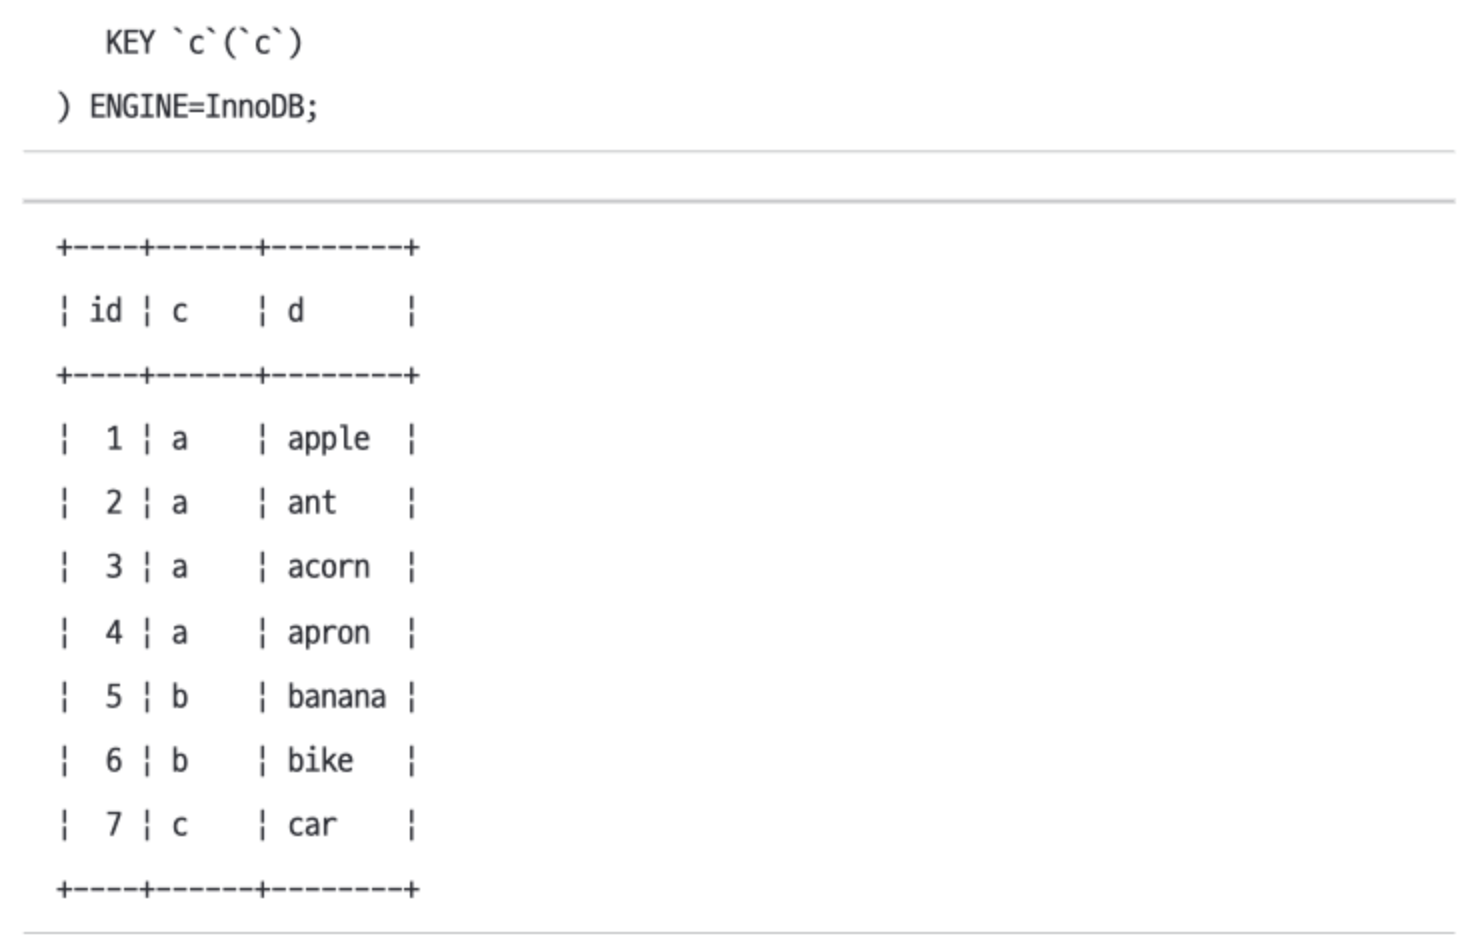 KEY `c`(`c`)
) ENGINE=InnoDB;
+----+------+--------+
¦ id ¦ c    ¦ d      ¦
+----+------+--------+
¦  1 ¦ a    ¦ apple  ¦
¦  2 ¦ a    ¦ ant    ¦
¦  3 ¦ a    ¦ acorn  ¦
¦  4 ¦ a    ¦ apron  ¦
¦  5 ¦ b    ¦ banana ¦
¦  6 ¦ b    ¦ bike   ¦
¦  7 ¦ c    ¦ car    ¦
+----+------+--------+